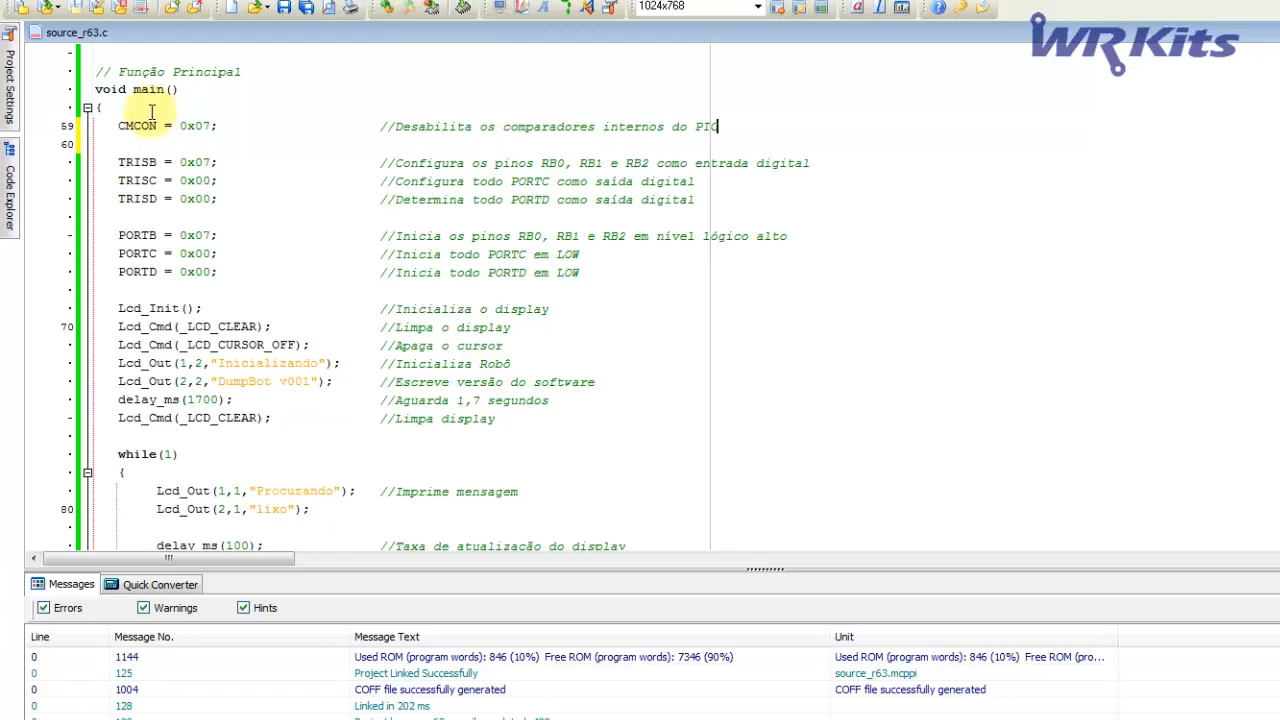 1024x768
source_r63.c
WR Kits
Project Settings
Code Explorer
// Função Principal
void main()
{
59 CMCON = 0x07; //Desabilita os comparadores internos do PIC
60
TRISB = 0x07; //Configura os pinos RB0, RB1 e RB2 como entrada digital
TRISC = 0x00; //Configura todo PORTC como saída digital
TRISD = 0x00; //Determina todo PORTD como saída digital
PORTB = 0x07; //Inicia os pinos RB0, RB1 e RB2 em nível lógico alto
PORTC = 0x00; //Inicia todo PORTC em LOW
PORTD = 0x00; //Inicia todo PORTD em LOW
Lcd_Init(); //Inicializa o display
70 Lcd_Cmd(_LCD_CLEAR); //Limpa o display
Lcd_Cmd(_LCD_CURSOR_OFF); //Apaga o cursor
Lcd_Out(1,2,"Inicializando"); //Inicializa Robô
Lcd_Out(2,2,"DumpBot v001"); //Escreve versão do software
delay_ms(1700); //Aguarda 1,7 segundos
Lcd_Cmd(_LCD_CLEAR); //Limpa display
while(1)
{
Lcd_Out(1,1,"Procurando"); //Imprime mensagem
80 Lcd_Out(2,1,"lixo");
delay_ms(100); //Taxa de atualização do display
Messages Quick Converter
Errors Warnings Hints
Line Message No. Message Text Unit
0 1144 Used ROM (program words): 846 (10%) Free ROM (program words): 7346 (90%) Used ROM (program words): 846 (10%) Free ROM (pro...
0 125 Project Linked Successfully source_r63.mcppi
0 1004 COFF file successfully generated COFF file successfully generated
0 128 Linked in 202 ms